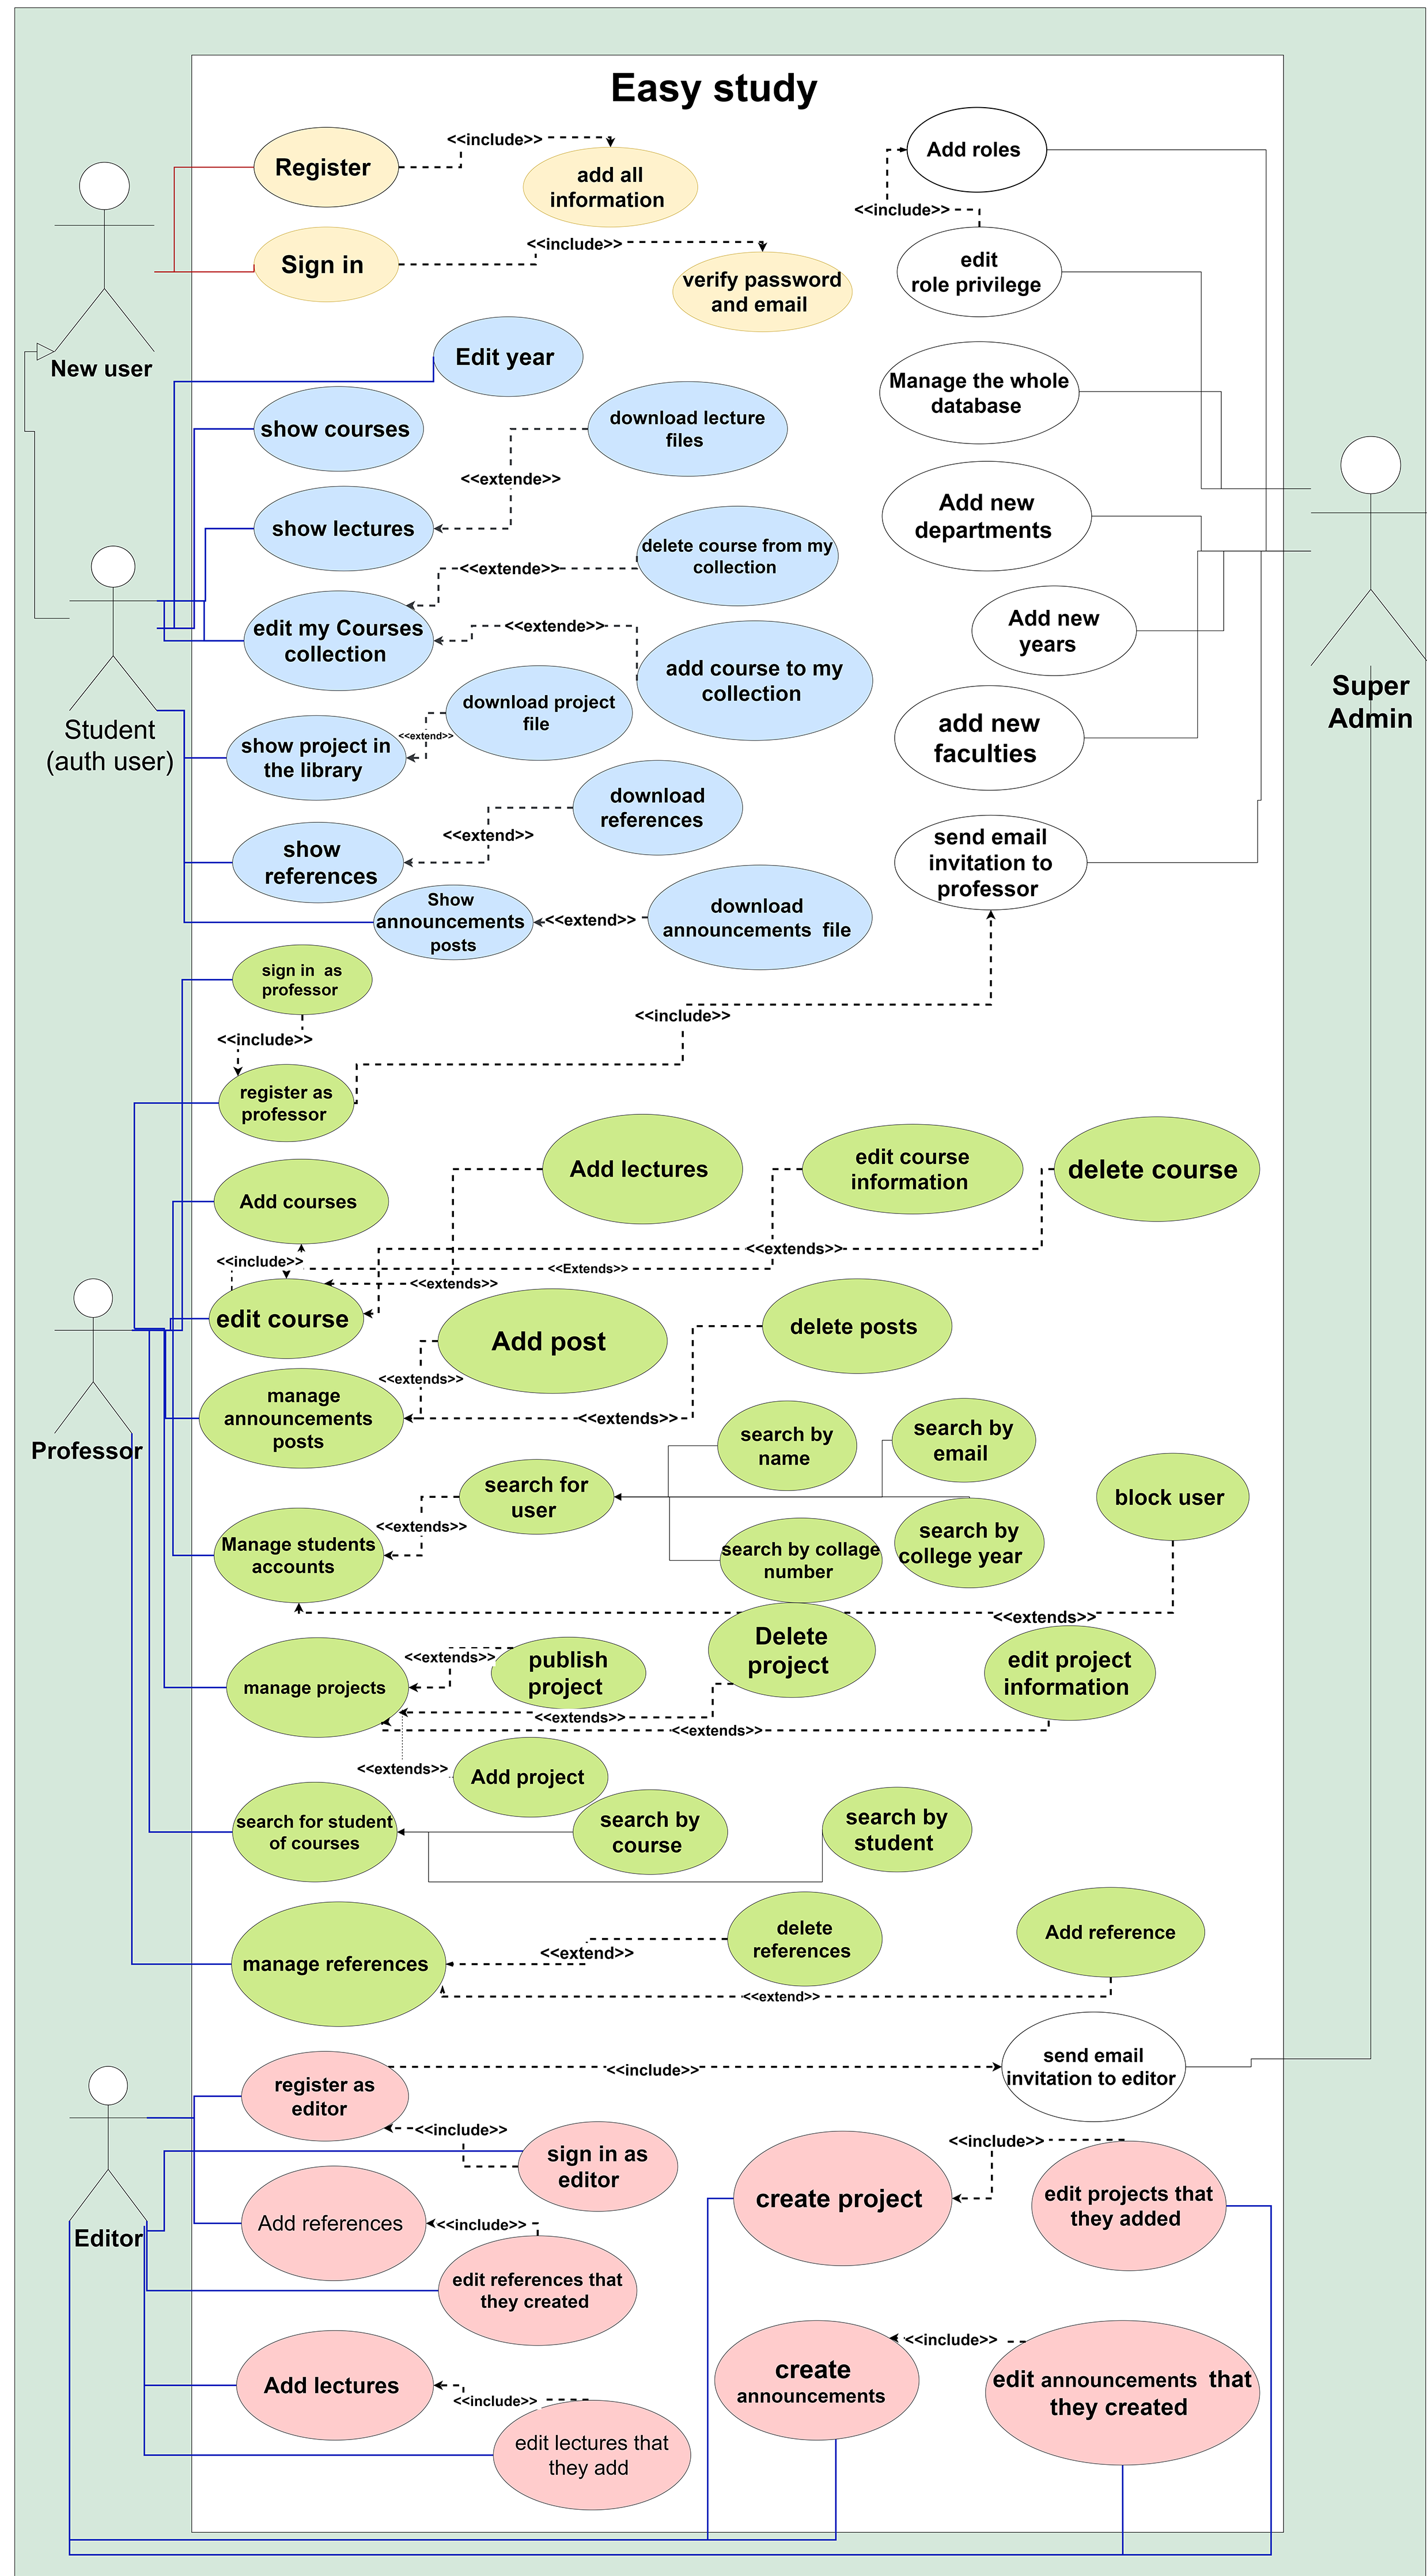 Easy study
Register
<<include>>
add all
information
Add roles
<<include>>
Sign in
<<include>>
verify password
and email
edit
role privilege
New user
Edit year
Manage the whole
database
show courses
download lecture
files
<<extende>>
show lectures
Add new
departments
<<extende>>
delete course from my
collection
edit my Courses
collection
<<extende>>
add course to my
collection
Add new
years
Student
(auth user)
Super
Admin
download project
file
<<extend>>
show project in
the library
add new
faculties
download
references
<<extend>>
show
references
send email
invitation to
professor
Show
announcements
posts
<<extend>>
download
announcements file
sign in as
professor
<<include>>
<<include>>
register as
professor
Add lectures
edit course
information
delete course
Add courses
<<include>>
<<extends>>
<<Extends>>
<<extends>>
edit course
Add post
delete posts
<<extends>>
manage
announcements
posts
<<extends>>
Professor
search by
name
search by
email
search for
user
block user
<<extends>>
Manage students
accounts
search by collage
number
search by
college year
<<extends>>
<<extends>>
publish
project
Delete
project
edit project
information
manage projects
<<extends>>
<<extends>>
<<extends>>
Add project
search for student
of courses
search by
course
search by
student
manage references
<<extend>>
delete
references
Add reference
<<extend>>
register as
editor
<<include>>
send email
invitation to editor
<<include>>
sign in as
editor
Editor
Add references
<<include>>
edit references that
they created
create project
<<include>>
edit projects that
they added
Add lectures
<<include>>
edit lectures that
they add
create
announcements
<<include>>
edit announcements that
they created